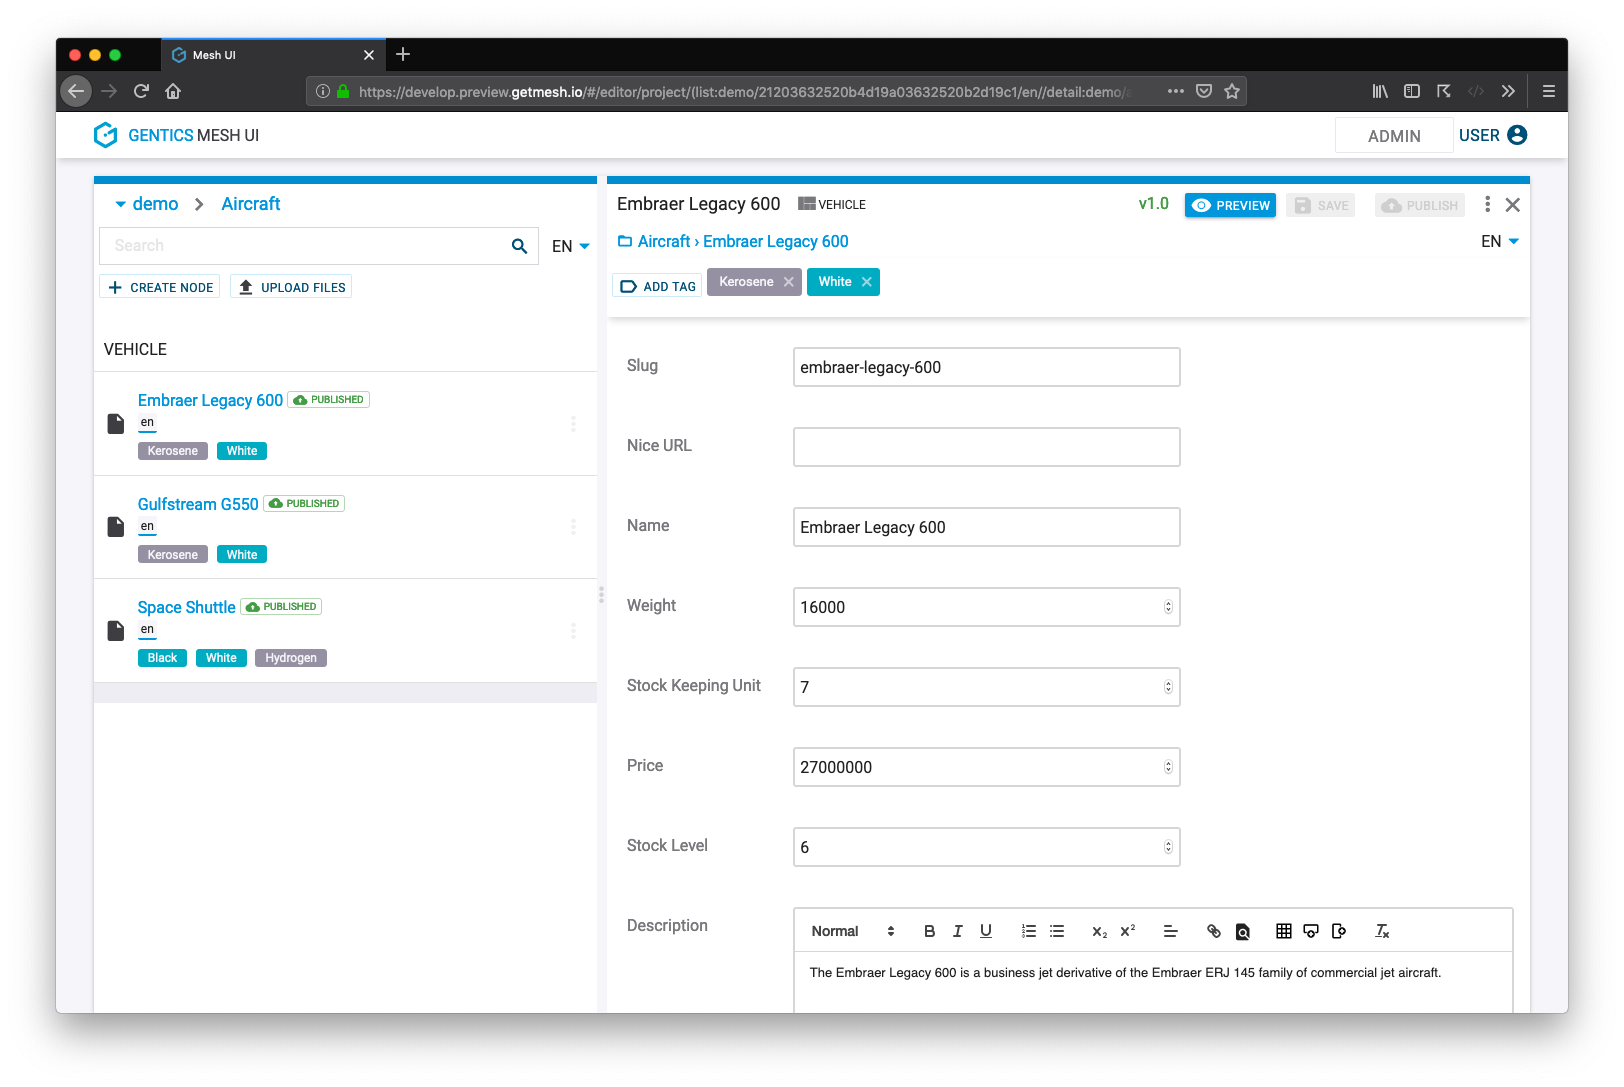 Mesh UI
https://develop.preview.getmesh.io/#/editor/project/(list:demo/21203632520b4d19a03632520b2d19c1/en//detail:demo/
GENTICS MESH UI
ADMIN
USER
demo
Aircraft
Search
EN
CREATE NODE
UPLOAD FILES
VEHICLE
Embraer Legacy 600 PUBLISHED
en
Kerosene White
Gulfstream G550 PUBLISHED
en
Kerosene White
Space Shuttle PUBLISHED
en
Black White Hydrogen
Embraer Legacy 600 VEHICLE
v1.0
PREVIEW
SAVE
PUBLISH
Aircraft › Embraer Legacy 600
EN
ADD TAG
Kerosene
White
Slug
embraer-legacy-600
Nice URL
Name
Embraer Legacy 600
Weight
16000
Stock Keeping Unit
7
Price
27000000
Stock Level
6
Description
Normal
The Embraer Legacy 600 is a business jet derivative of the Embraer ERJ 145 family of commercial jet aircraft.